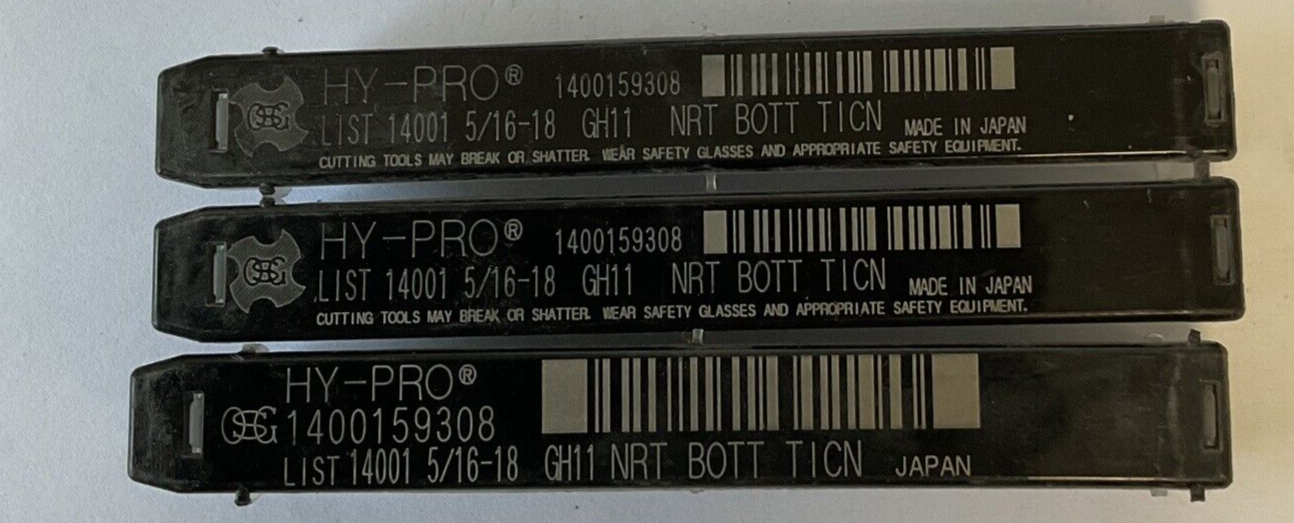 HY-PRO® 1400159308
OSG
LIST 14001 5/16-18 GH11 NRT BOTT TICN MADE IN JAPAN
CUTTING TOOLS MAY BREAK OR SHATTER. WEAR SAFETY GLASSES AND APPROPRIATE SAFETY EQUIPMENT.
HY-PRO® 1400159308
OSG
LIST 14001 5/16-18 GH11 NRT BOTT TICN MADE IN JAPAN
CUTTING TOOLS MAY BREAK OR SHATTER. WEAR SAFETY GLASSES AND APPROPRIATE SAFETY EQUIPMENT.
HY-PRO®
OSG 1400159308
LIST 14001 5/16-18 GH11 NRT BOTT TICN JAPAN